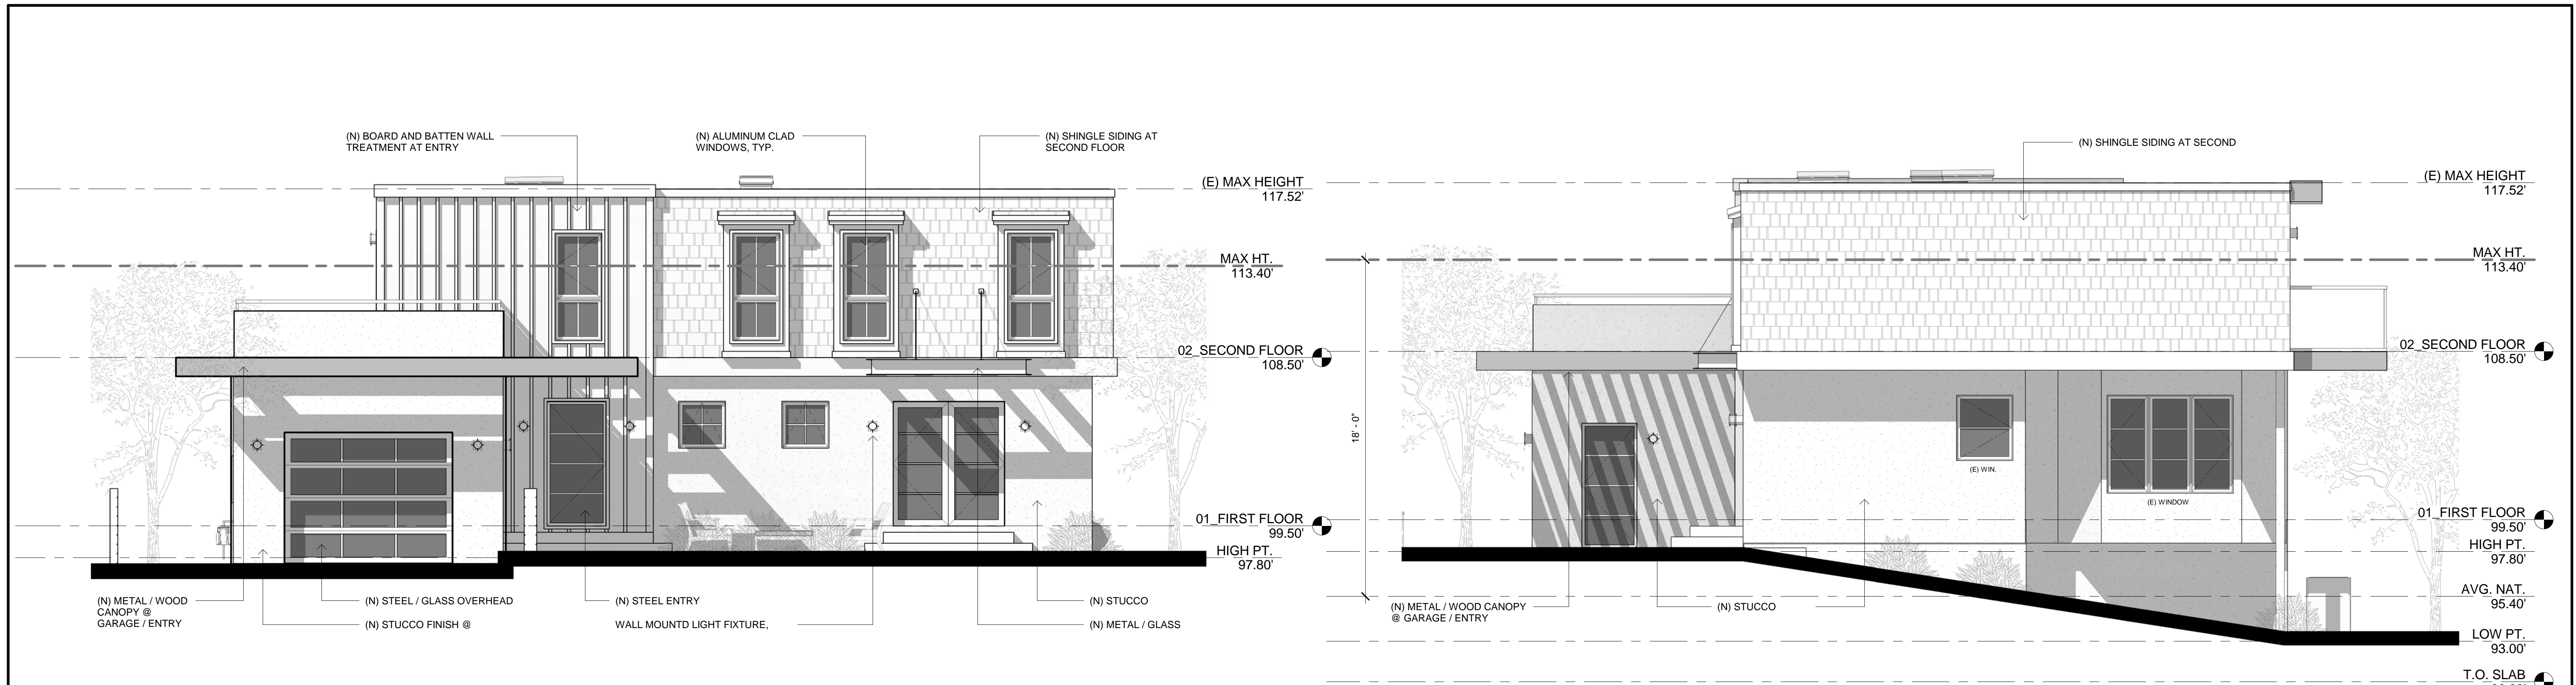 (N) BOARD AND BATTEN WALL
TREATMENT AT ENTRY
(N) ALUMINUM CLAD
WINDOWS, TYP.
(N) SHINGLE SIDING AT
SECOND FLOOR
(E) MAX HEIGHT
117.52'
MAX HT.
113.40'
02_SECOND FLOOR
108.50'
01_FIRST FLOOR
99.50'
HIGH PT.
97.80'
(N) METAL / WOOD
CANOPY @
GARAGE / ENTRY
(N) STEEL / GLASS OVERHEAD
(N) STUCCO FINISH @
(N) STEEL ENTRY
WALL MOUNTD LIGHT FIXTURE,
(N) STUCCO
(N) METAL / GLASS
(N) SHINGLE SIDING AT SECOND
(E) MAX HEIGHT
117.52'
MAX HT.
113.40'
02_SECOND FLOOR
108.50'
18' - 0"
(E) WIN.
(E) WINDOW
01_FIRST FLOOR
99.50'
HIGH PT.
97.80'
AVG. NAT.
95.40'
LOW PT.
93.00'
(N) METAL / WOOD CANOPY
@ GARAGE / ENTRY
(N) STUCCO
T.O. SLAB